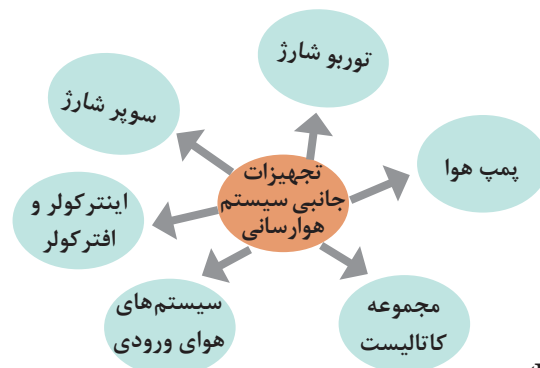 توربو شارژ
سوپر شارژ
پمپ هوا
تجهیزات
جانبی سیستم
هوارسانی
اینترکولر و
افترکولر
سیستم‌های
هوای ورودی
مجموعه
کاتالیست